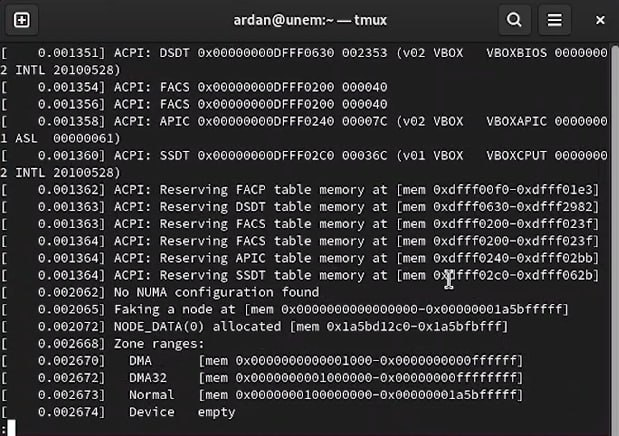 ardan@unem:~ — tmux
[    0.001351] ACPI: DSDT 0x00000000DFFF0630 002353 (v02 VBOX   VBOXBIOS 0000000
2 INTL 20100528)
[    0.001354] ACPI: FACS 0x00000000DFFF0200 000040
[    0.001356] ACPI: FACS 0x00000000DFFF0200 000040
[    0.001358] ACPI: APIC 0x00000000DFFF0240 00007C (v02 VBOX   VBOXAPIC 0000000
1 ASL  00000061)
[    0.001360] ACPI: SSDT 0x00000000DFFF02C0 00036C (v01 VBOX   VBOXCPUT 0000000
2 INTL 20100528)
[    0.001362] ACPI: Reserving FACP table memory at [mem 0xdfff00f0-0xdfff01e3]
[    0.001363] ACPI: Reserving DSDT table memory at [mem 0xdfff0630-0xdfff2982]
[    0.001363] ACPI: Reserving FACS table memory at [mem 0xdfff0200-0xdfff023f]
[    0.001364] ACPI: Reserving FACS table memory at [mem 0xdfff0200-0xdfff023f]
[    0.001364] ACPI: Reserving APIC table memory at [mem 0xdfff0240-0xdfff02bb]
[    0.001364] ACPI: Reserving SSDT table memory at [mem 0xdfff02c0-0xdfff062b]
[    0.002062] No NUMA configuration found
[    0.002065] Faking a node at [mem 0x0000000000000000-0x00000001a5bfffff]
[    0.002072] NODE_DATA(0) allocated [mem 0x1a5bd12c0-0x1a5bfbfff]
[    0.002668] Zone ranges:
[    0.002670]   DMA      [mem 0x0000000000001000-0x0000000000ffffff]
[    0.002672]   DMA32    [mem 0x0000000001000000-0x00000000ffffffff]
[    0.002673]   Normal   [mem 0x0000000100000000-0x00000001a5bfffff]
[    0.002674]   Device   empty
: